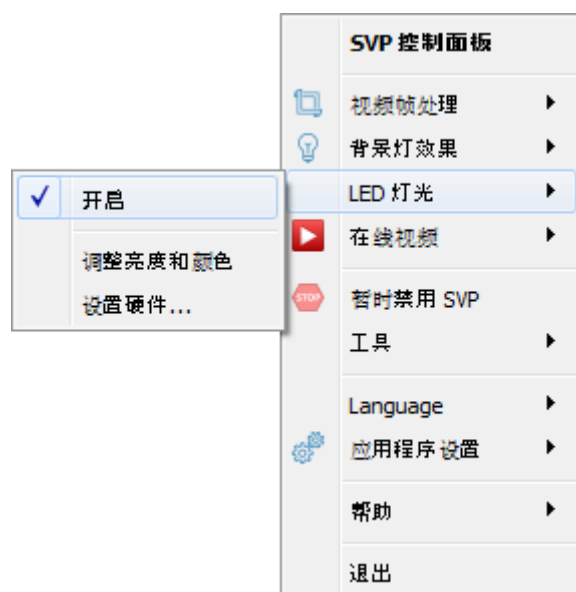 SVP 控制面板
视频帧处理
背景灯效果
LED 灯光
开启
调整亮度和颜色
设置硬件...
在线视频
STOP
暂时禁用 SVP
工具
Language
应用程序设置
帮助
退出